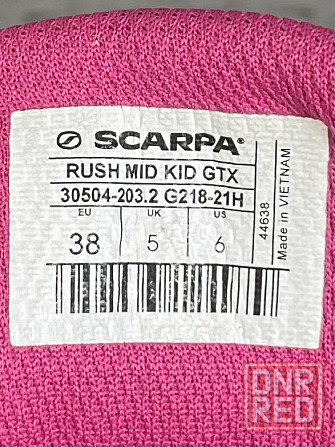 SCARPA®
RUSH MID KID GTX
30504-203.2 G218-21H
EU UK US
38 5 6
44638
Made in VIETNAM
DNR
RED